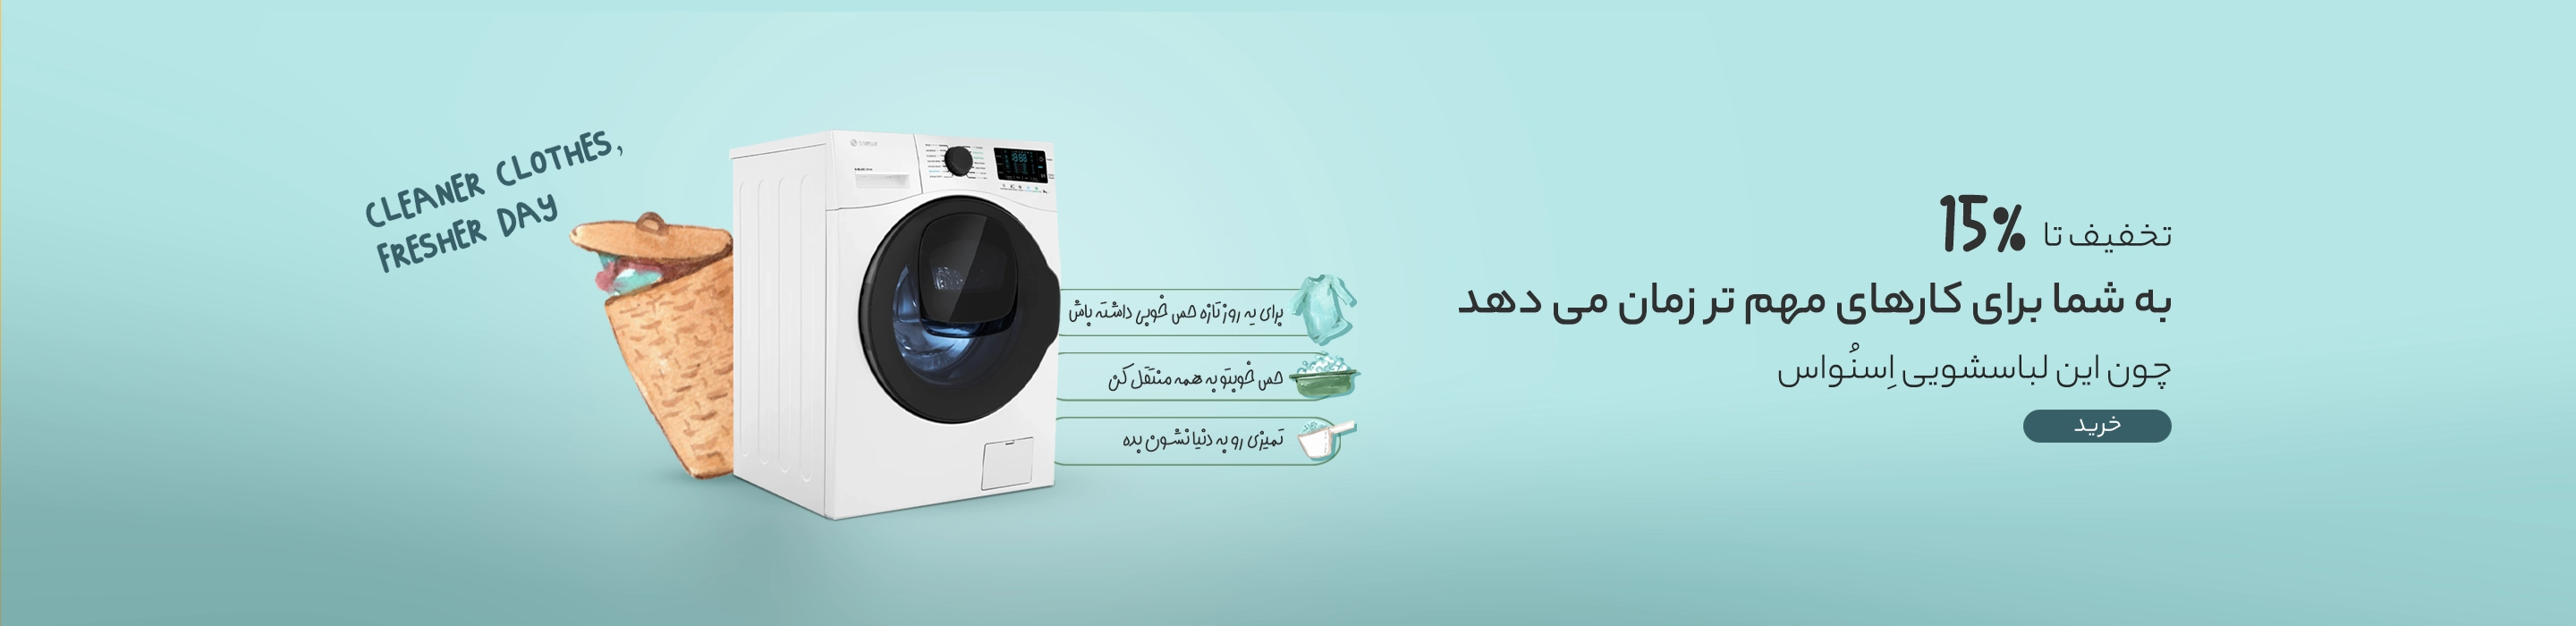 CLEANER CLOTHES,
FRESHER DAY
تخفیف تا 15%
به شما برای کارهای مهم تر زمان می دهد
چون این لباسشویی اِسنُواس
خرید
برای یه روز تازه حس خوبی داشته باش
حس خوبتو به همه منتقل کن
تمیزی رو به دنیا نشون بده